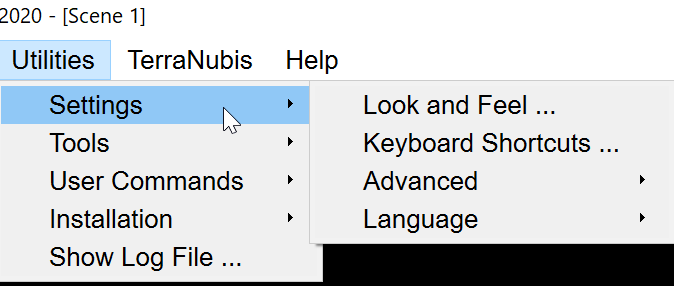 2020 - [Scene 1]
Utilities TerraNubis Help
Settings
Tools
User Commands
Installation
Show Log File ...
Look and Feel ...
Keyboard Shortcuts ...
Advanced
Language